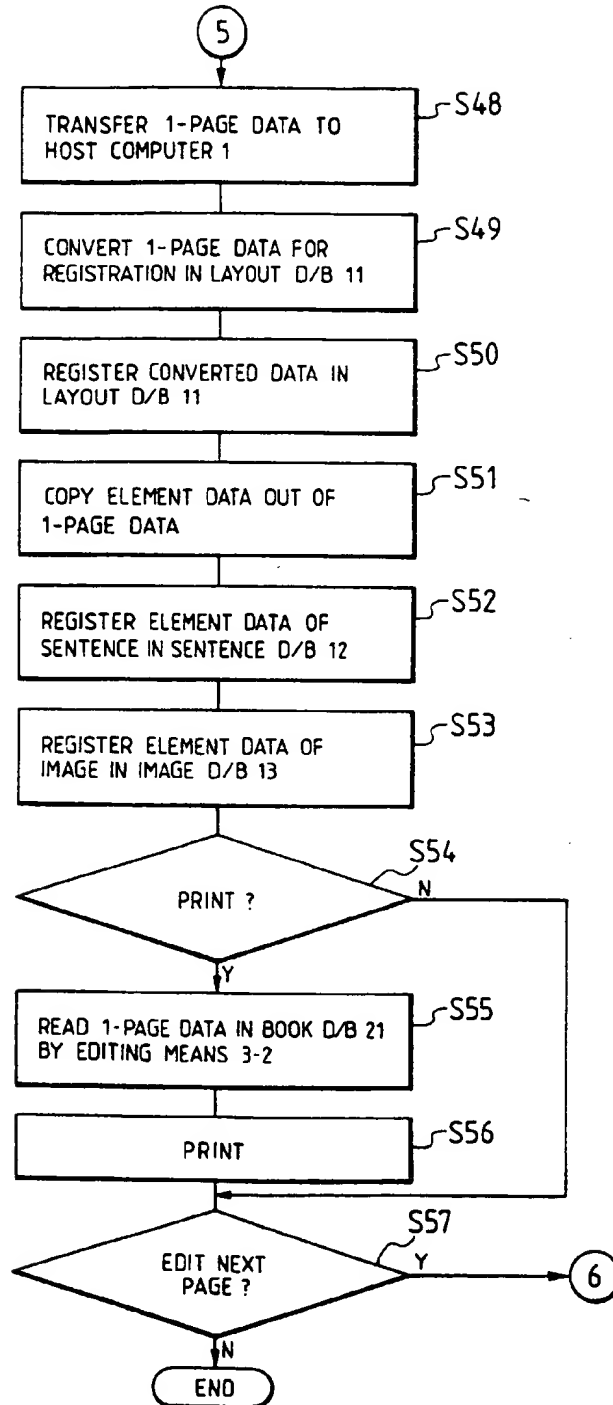 5
TRANSFER 1-PAGE DATA TO
HOST COMPUTER 1
S48
CONVERT 1-PAGE DATA FOR
REGISTRATION IN LAYOUT D/B 11
S49
REGISTER CONVERTED DATA IN
LAYOUT D/B 11
S50
COPY ELEMENT DATA OUT OF
1-PAGE DATA
S51
REGISTER ELEMENT DATA OF
SENTENCE IN SENTENCE D/B 12
S52
REGISTER ELEMENT DATA OF
IMAGE IN IMAGE D/B 13
S53
PRINT ?
S54
N
Y
READ 1-PAGE DATA IN BOOK D/B 21
BY EDITING MEANS 3-2
S55
PRINT
S56
EDIT NEXT
PAGE ?
S57
Y
6
N
END